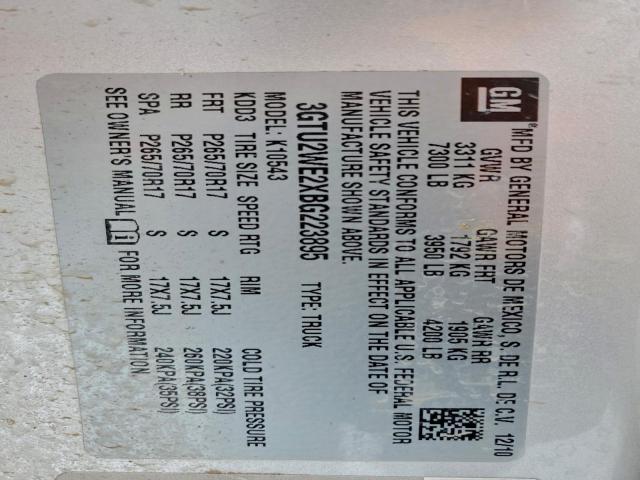 GM
MFD BY GENERAL MOTORS DE MEXICO, S. DE R.L. DE C.V. 12/10
GVWR GAWR FRT GAWR RR
3311 KG 1792 KG 1905 KG
7300 LB 3950 LB 4200 LB
THIS VEHICLE CONFORMS TO ALL APPLICABLE U.S. FEDERAL MOTOR
VEHICLE SAFETY STANDARDS IN EFFECT ON THE DATE OF
MANUFACTURE SHOWN ABOVE.
3GTU2WE2XBG223895 TYPE: TRUCK
MODEL: K10543
KDD3 TIRE SIZE SPEED RTG RIM COLD TIRE PRESSURE
FRT P265/70R17 S 17X7.5J 220KPA(32PSI)
RR P265/70R17 S 17X7.5J 260KPA(38PSI)
SPA P265/70R17 S 17X7.5J 240KPA(35PSI)
SEE OWNER'S MANUAL FOR MORE INFORMATION